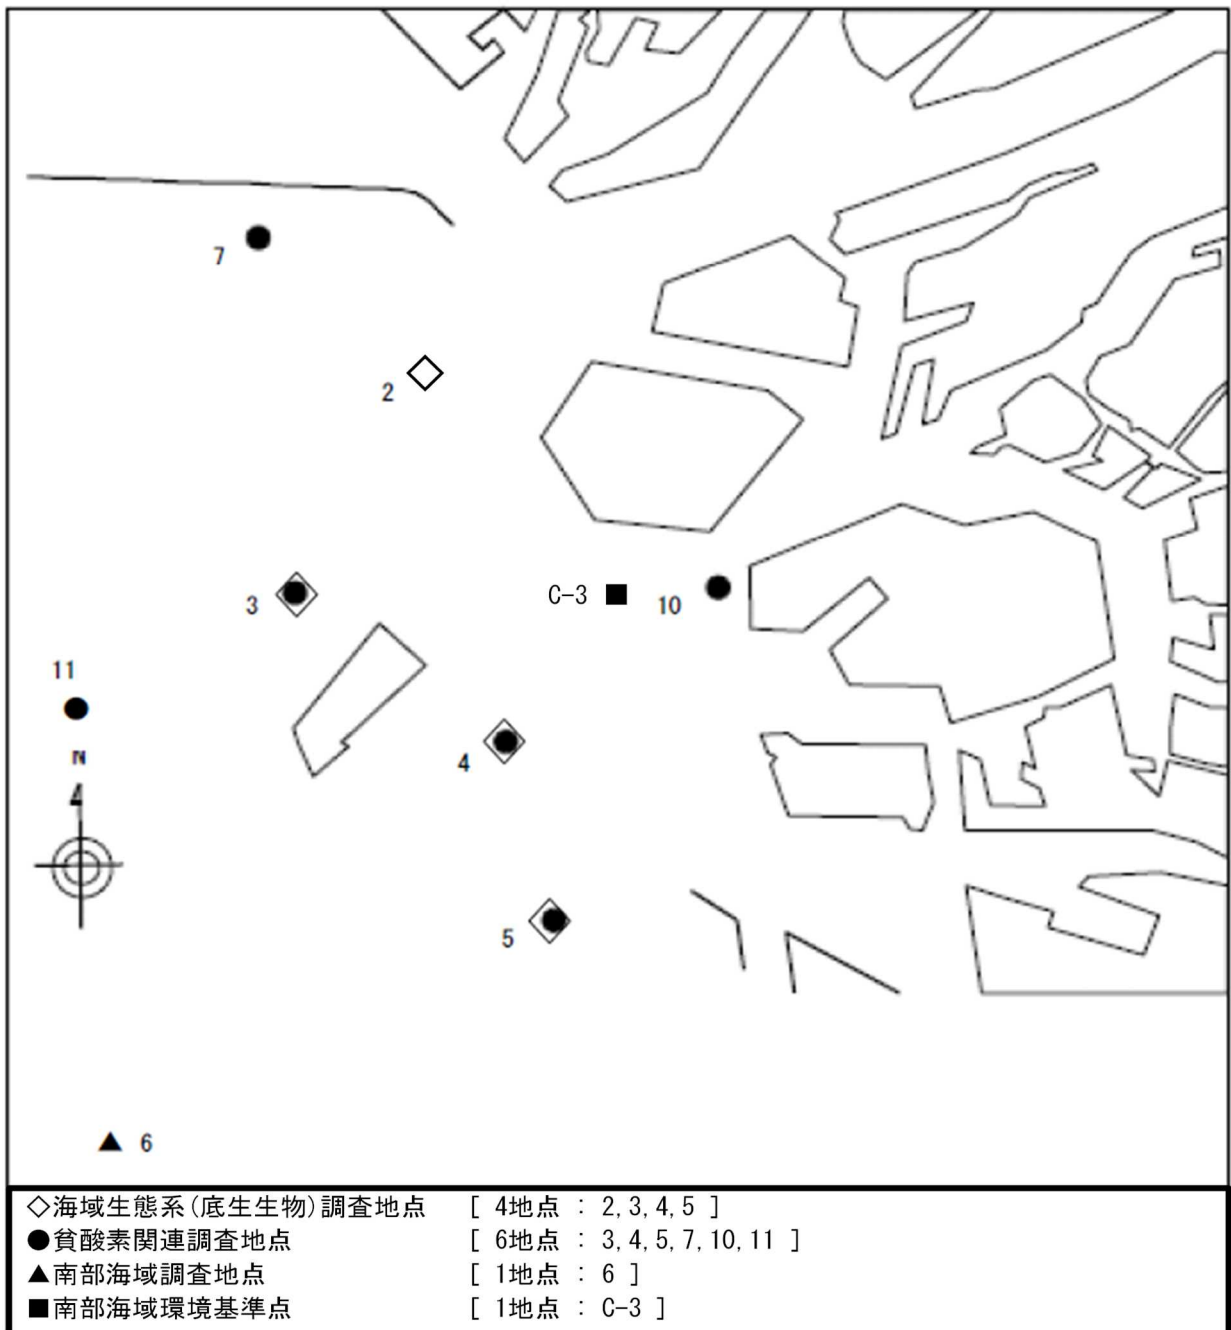 7
2
3
C-3
10
11
N
4
5
6
◇海域生態系(底生生物)調査地点 [ 4地点 : 2,3,4,5 ]
●貧酸素関連調査地点 [ 6地点 : 3,4,5,7,10,11 ]
▲南部海域調査地点 [ 1地点 : 6 ]
■南部海域環境基準点 [ 1地点 : C-3 ]